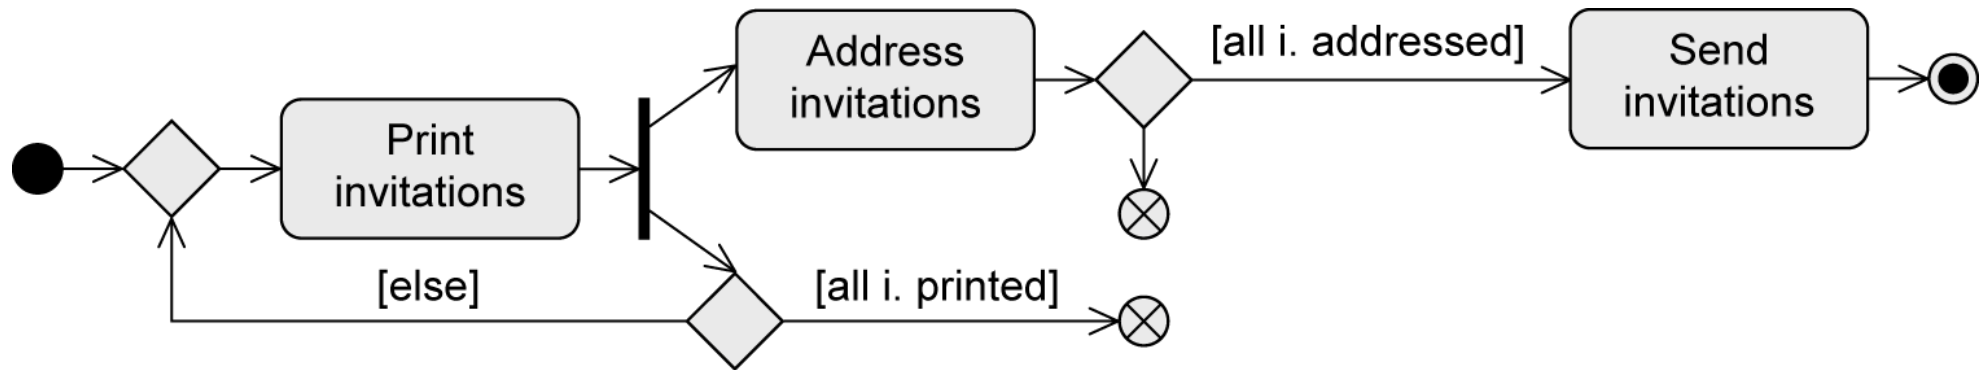 Print
invitations
Address
invitations
[all i. addressed]
Send
invitations
[else]
[all i. printed]